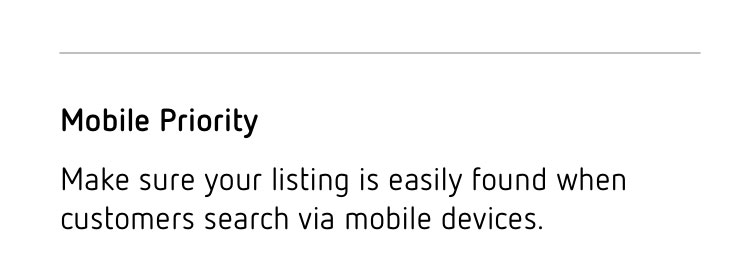 Mobile Priority
Make sure your listing is easily found when
customers search via mobile devices.